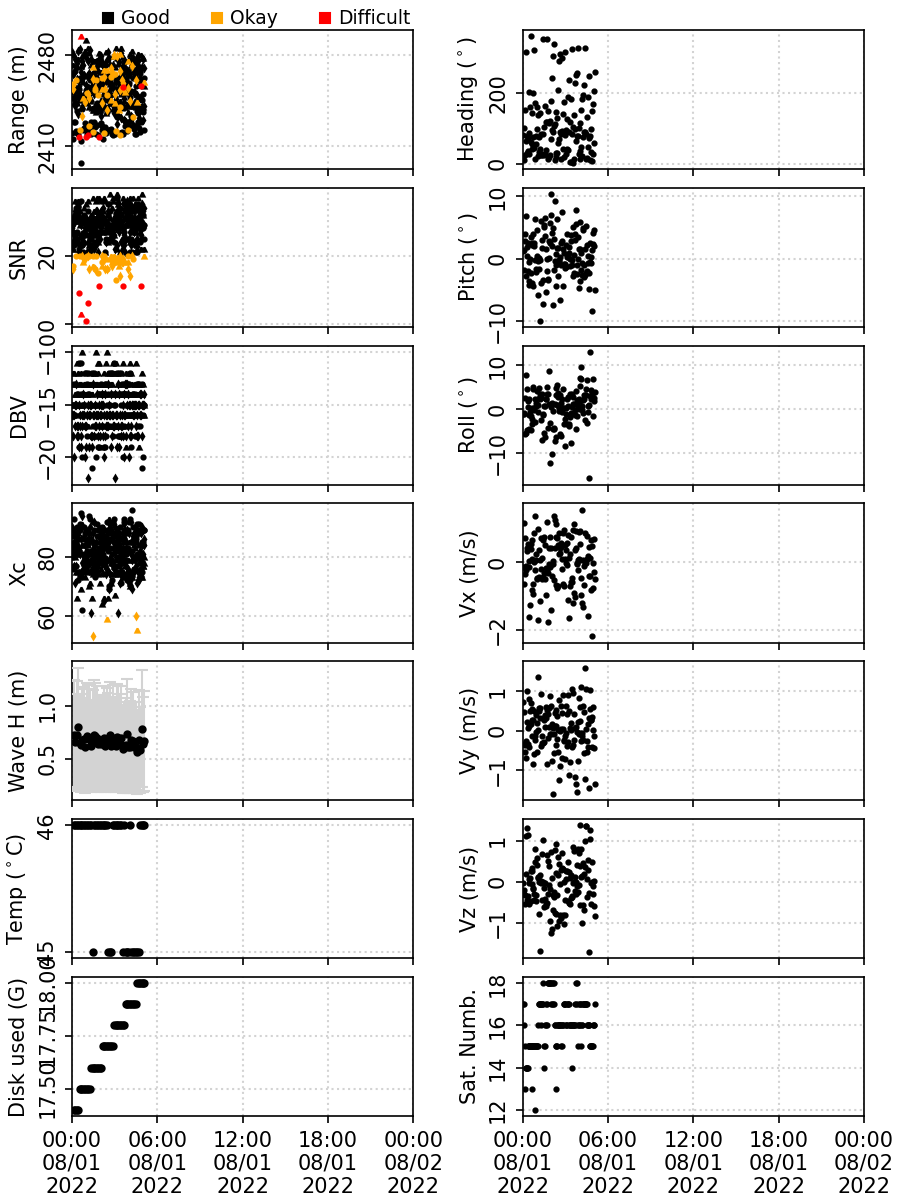 Good Okay Difficult
Range (m)
2480
2410
Heading (°)
200
0
SNR
20
0
Pitch (°)
10
0
−10
DBV
−10
−15
−20
Roll (°)
10
0
−10
Xc
80
60
Vx (m/s)
0
−2
Wave H (m)
1.0
0.5
Vy (m/s)
1
0
−1
Temp (°C)
46
45
Vz (m/s)
1
0
−1
Disk used (G)
18.00
17.75
17.50
Sat. Numb.
18
16
14
12
00:00 06:00 12:00 18:00 00:00 00:00 06:00 12:00 18:00 00:00
08/01 08/01 08/01 08/01 08/02 08/01 08/01 08/01 08/01 08/02
2022 2022 2022 2022 2022 2022 2022 2022 2022 2022